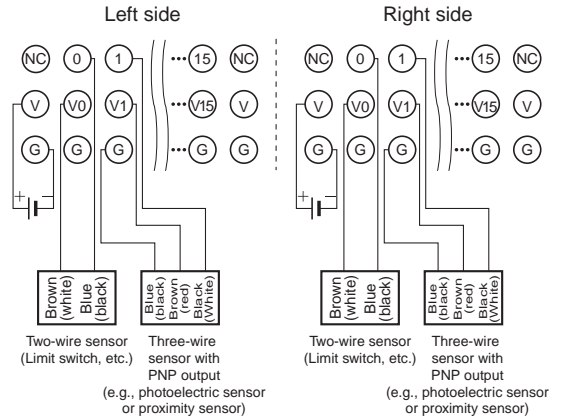 Left side Right side
NC 0 1 ••• 15 NC NC 0 1 ••• 15 NC
V V0 V1 ••• V15 V V V0 V1 ••• V15 V
G G G ••• G G G G G ••• G G
+ − + −
Brown (white) Blue (black) Blue (black) Brown (red) Black (White) Brown (white) Blue (black) Blue (black) Brown (red) Black (White)
Two-wire sensor Three-wire Two-wire sensor Three-wire
(Limit switch, etc.) sensor with (Limit switch, etc.) sensor with
PNP output PNP output
(e.g., photoelectric sensor (e.g., photoelectric sensor
or proximity sensor) or proximity sensor)